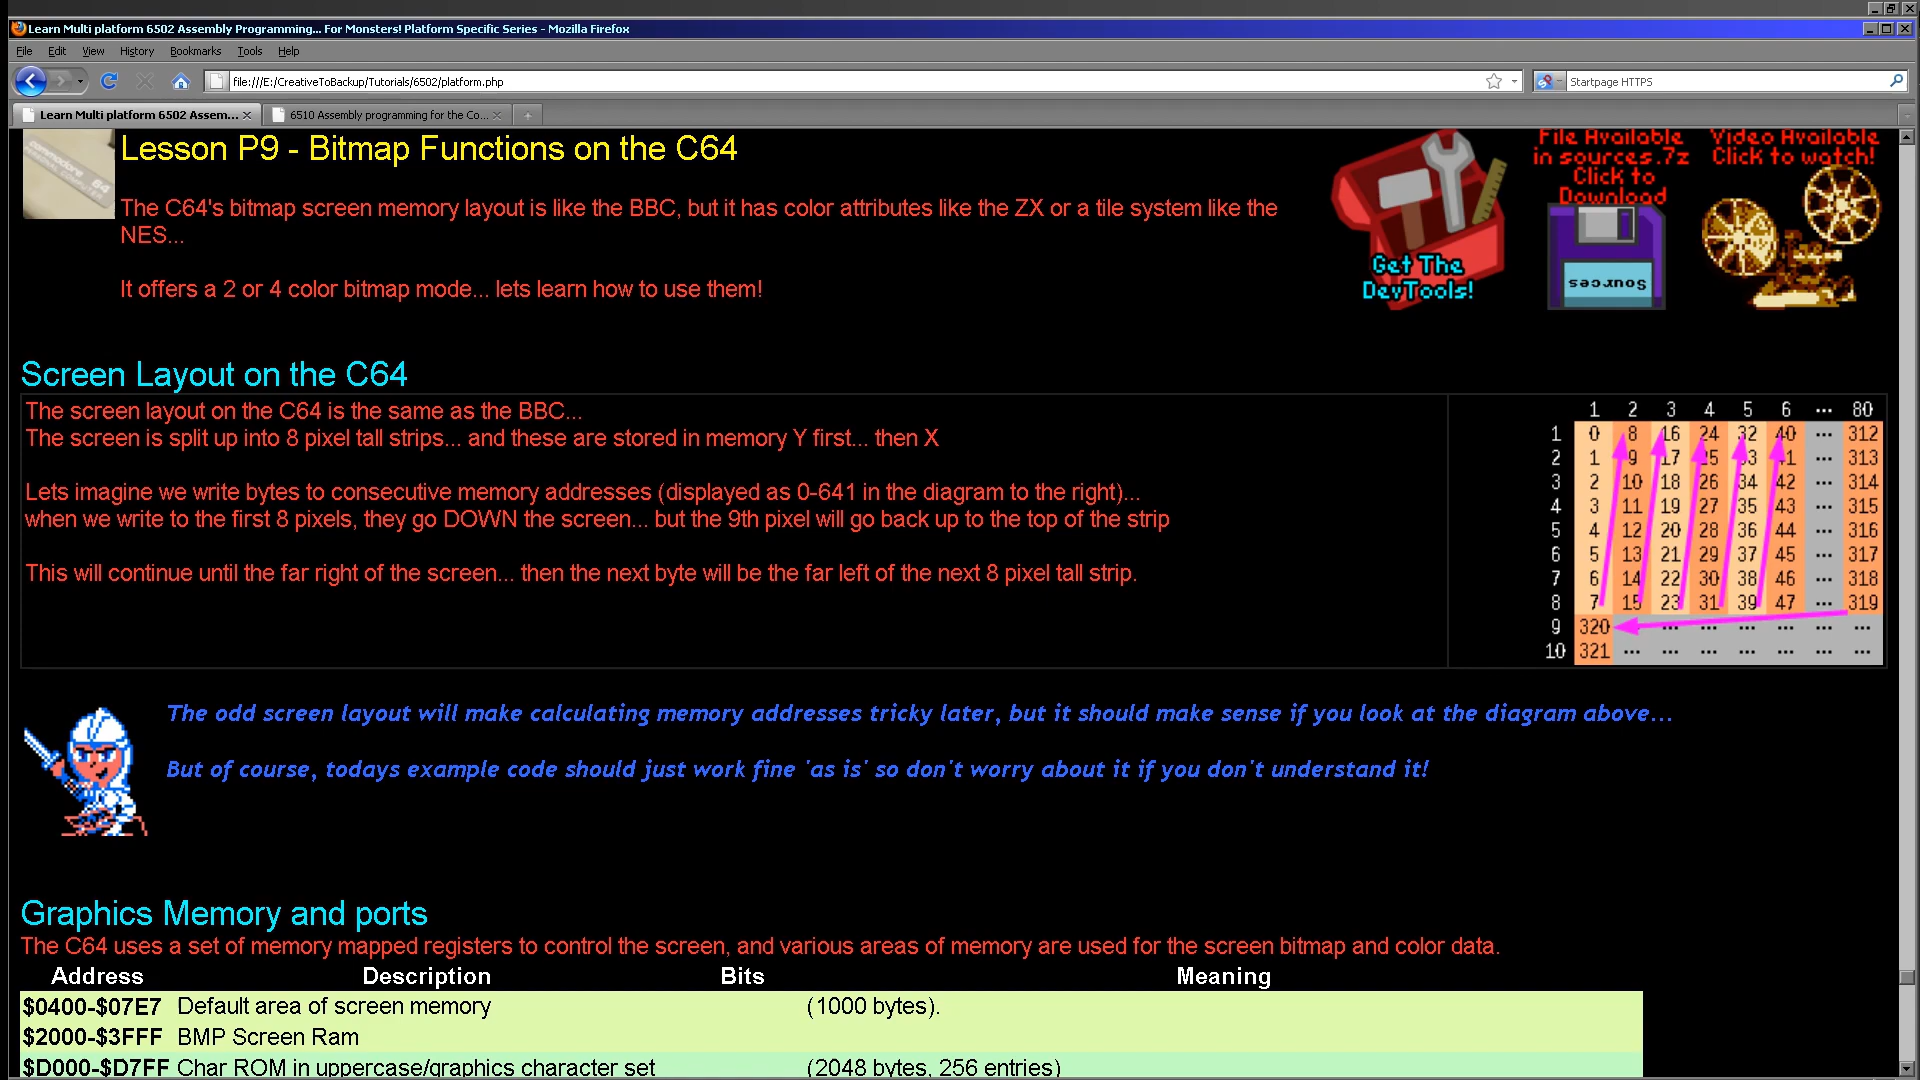 Learn Multi platform 6502 Assembly Programming... For Monsters! Platform Specific Series - Mozilla Firefox
File Edit View History Bookmarks Tools Help
file:///E:/CreativeToBackup/Tutorials/6502/platform.php
Startpage HTTPS
Learn Multi platform 6502 Assem...
6510 Assembly programming for the Co...
Lesson P9 - Bitmap Functions on the C64
The C64's bitmap screen memory layout is like the BBC, but it has color attributes like the ZX or a tile system like the
NES...
It offers a 2 or 4 color bitmap mode... lets learn how to use them!
Get The
DevTools!
File Available
in sources.7z
Click to
Download
Sources
Video Available
Click to watch!
Screen Layout on the C64
The screen layout on the C64 is the same as the BBC...
The screen is split up into 8 pixel tall strips... and these are stored in memory Y first... then X
Lets imagine we write bytes to consecutive memory addresses (displayed as 0-641 in the diagram to the right)...
when we write to the first 8 pixels, they go DOWN the screen... but the 9th pixel will go back up to the top of the strip
This will continue until the far right of the screen... then the next byte will be the far left of the next 8 pixel tall strip.
1 2 3 4 5 6 ... 80
1 0 8 16 24 32 40 ... 312
2 1 9 17 25 33 41 ... 313
3 2 10 18 26 34 42 ... 314
4 3 11 19 27 35 43 ... 315
5 4 12 20 28 36 44 ... 316
6 5 13 21 29 37 45 ... 317
7 6 14 22 30 38 46 ... 318
8 7 15 23 31 39 47 ... 319
9 320 ... ... ... ... ... ...
10 321 ... ... ... ... ... ... ...
The odd screen layout will make calculating memory addresses tricky later, but it should make sense if you look at the diagram above...
But of course, todays example code should just work fine 'as is' so don't worry about it if you don't understand it!
Graphics Memory and ports
The C64 uses a set of memory mapped registers to control the screen, and various areas of memory are used for the screen bitmap and color data.
Address Description Bits Meaning
$0400-$07E7 Default area of screen memory (1000 bytes).
$2000-$3FFF BMP Screen Ram
$D000-$D7FF Char ROM in uppercase/graphics character set (2048 bytes, 256 entries)